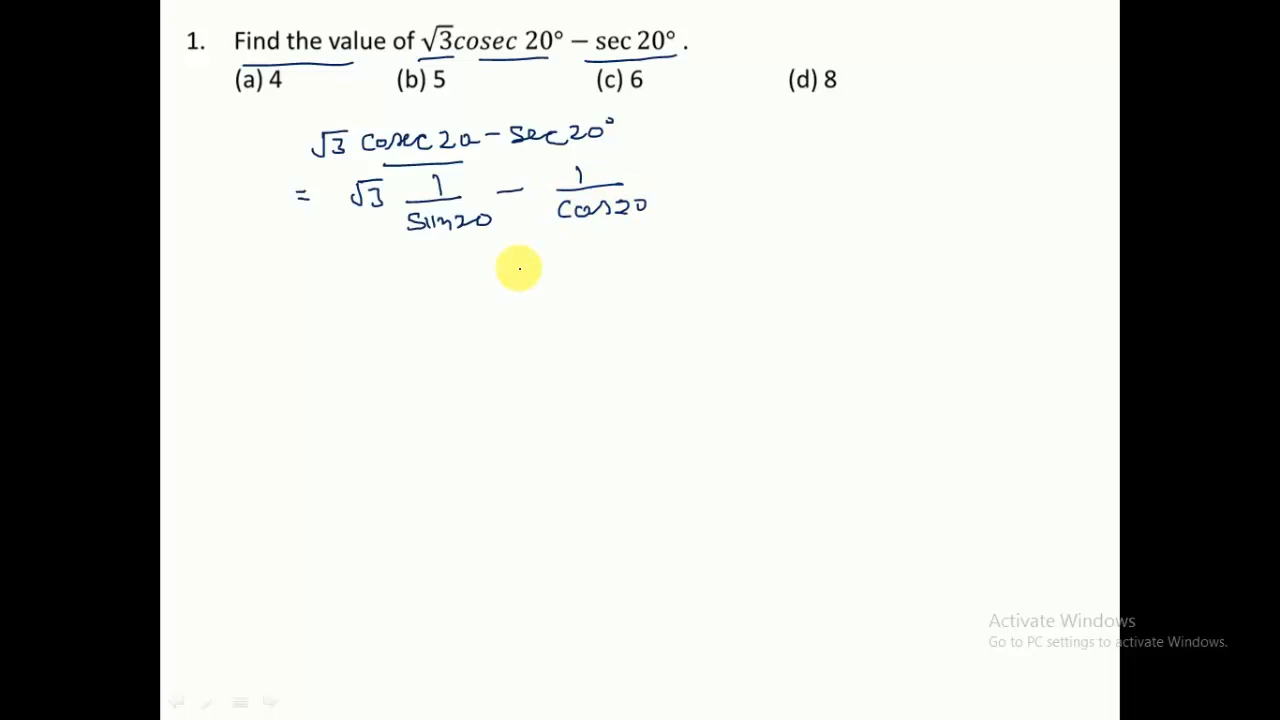 1. Find the value of √3cosec 20° − sec 20° .
(a) 4 (b) 5 (c) 6 (d) 8
√3 cosec 20 − sec 20°
= √3 1/sin20 − 1/cos20
Activate Windows
Go to PC settings to activate Windows.